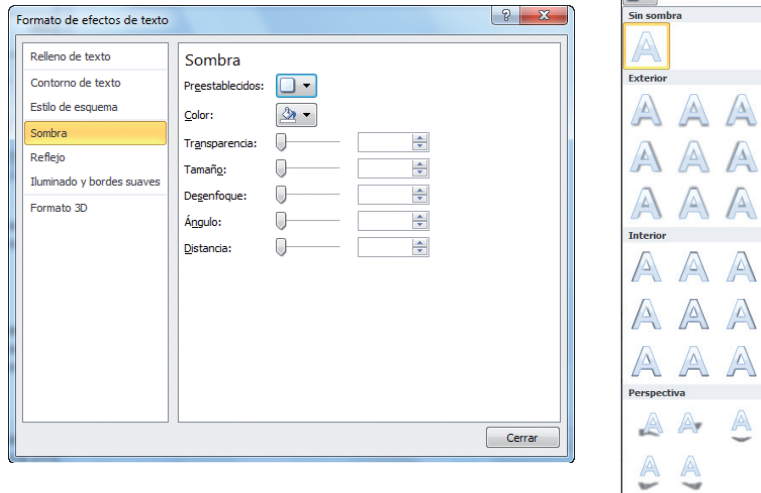 Formato de efectos de texto
Relleno de texto
Contorno de texto
Estilo de esquema
Sombra
Reflejo
Iluminado y bordes suaves
Formato 3D
Sombra
Preestablecidos:
Color:
Transparencia:
Tamaño:
Desenfoque:
Ángulo:
Distancia:
Cerrar
Sin sombra
A
Exterior
A A A
A A A
A A A
Interior
A A A
A A A
A A A
Perspectiva
A A A
A A